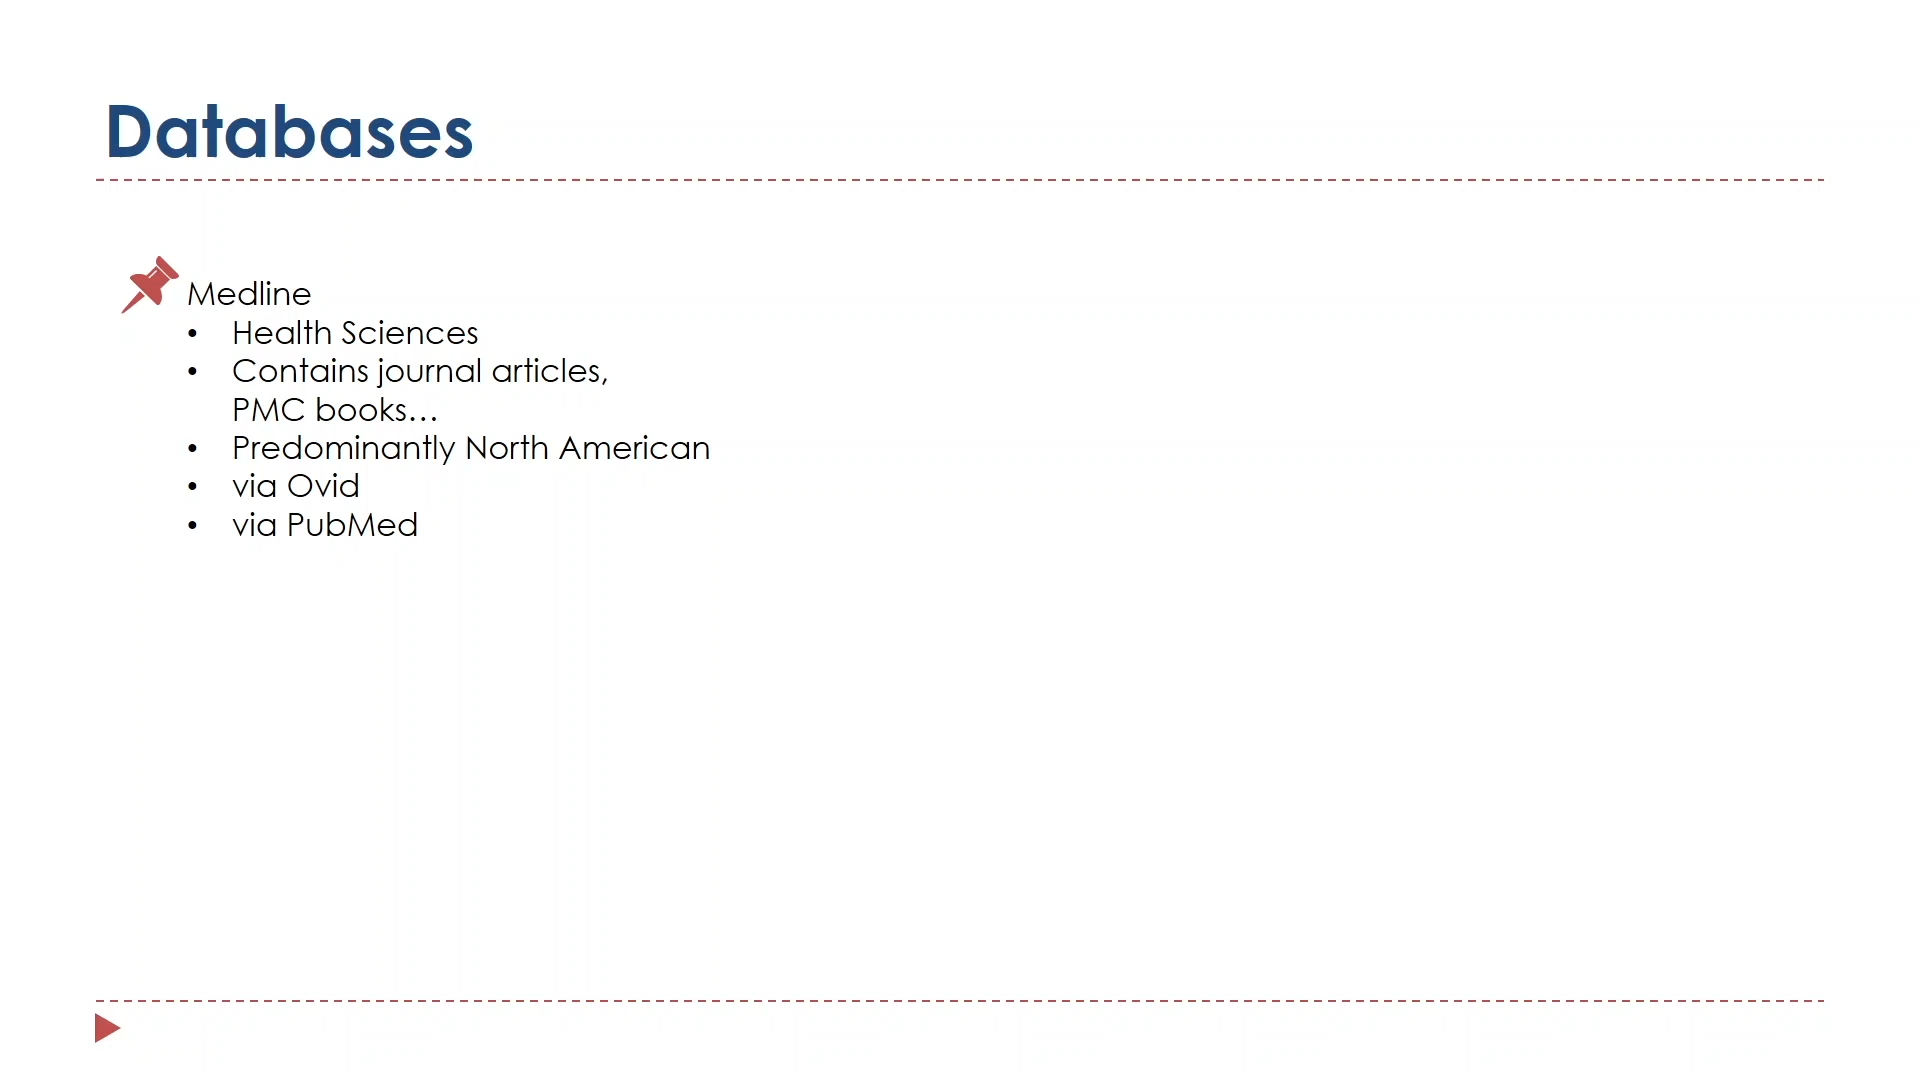 Databases
Medline
• Health Sciences
• Contains journal articles,
PMC books…
• Predominantly North American
• via Ovid
• via PubMed